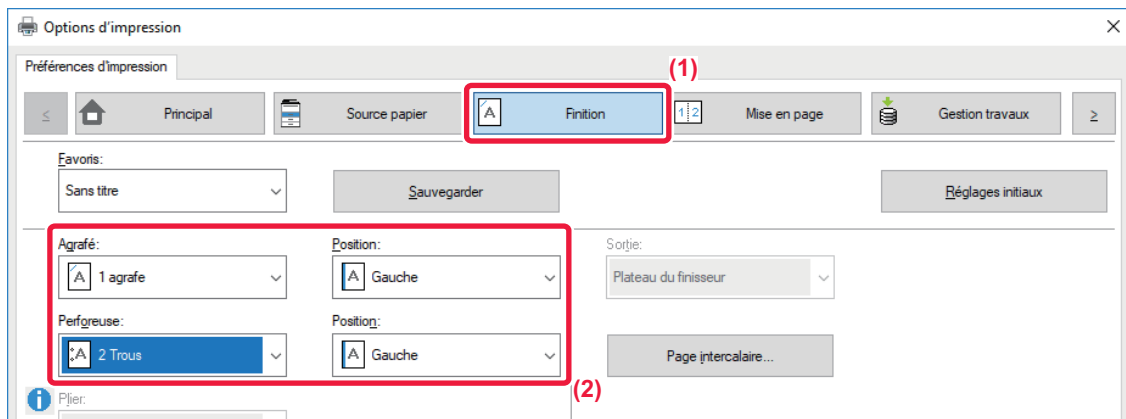 Options d'impression
Préférences d'impression
(1)
< Principal Source papier A Finition 1 2 Mise en page Gestion travaux >
Favoris:
Sans titre Sauvegarder Réglages initiaux
Agrafé: Position: Sortie:
A 1 agrafe A Gauche Plateau du finisseur
Perforeuse: Position:
A 2 Trous A Gauche Page intercalaire...
(2)
Plier: